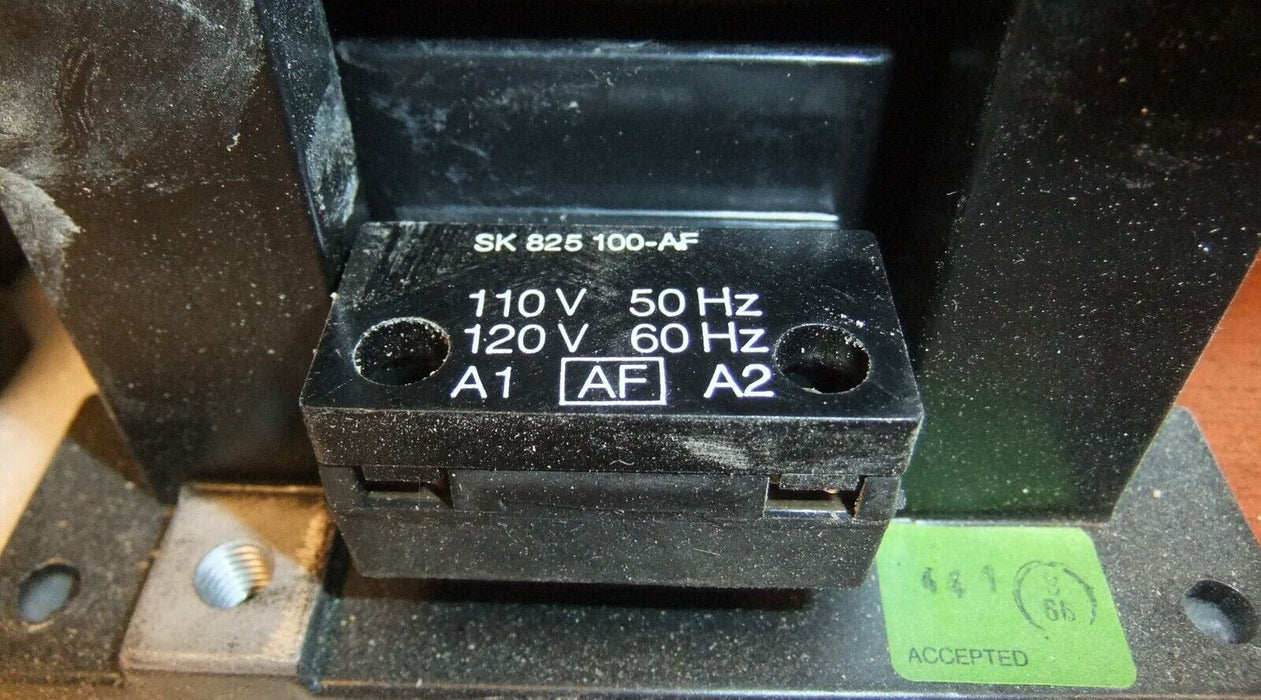 SK 825 100-AF
110 V 50 Hz
120 V 60 Hz
A1 AF A2
ACCEPTED